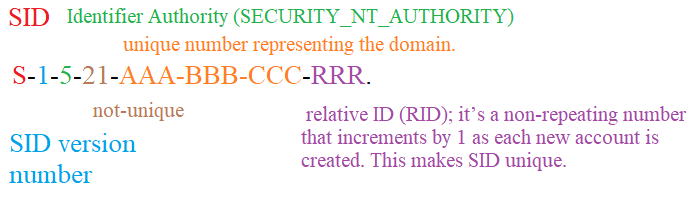 SID Identifier Authority (SECURITY_NT_AUTHORITY)
unique number representing the domain.
S-1-5-21-AAA-BBB-CCC-RRR.
not-unique
relative ID (RID); it's a non-repeating number
that increments by 1 as each new account is
created. This makes SID unique.
SID version
number